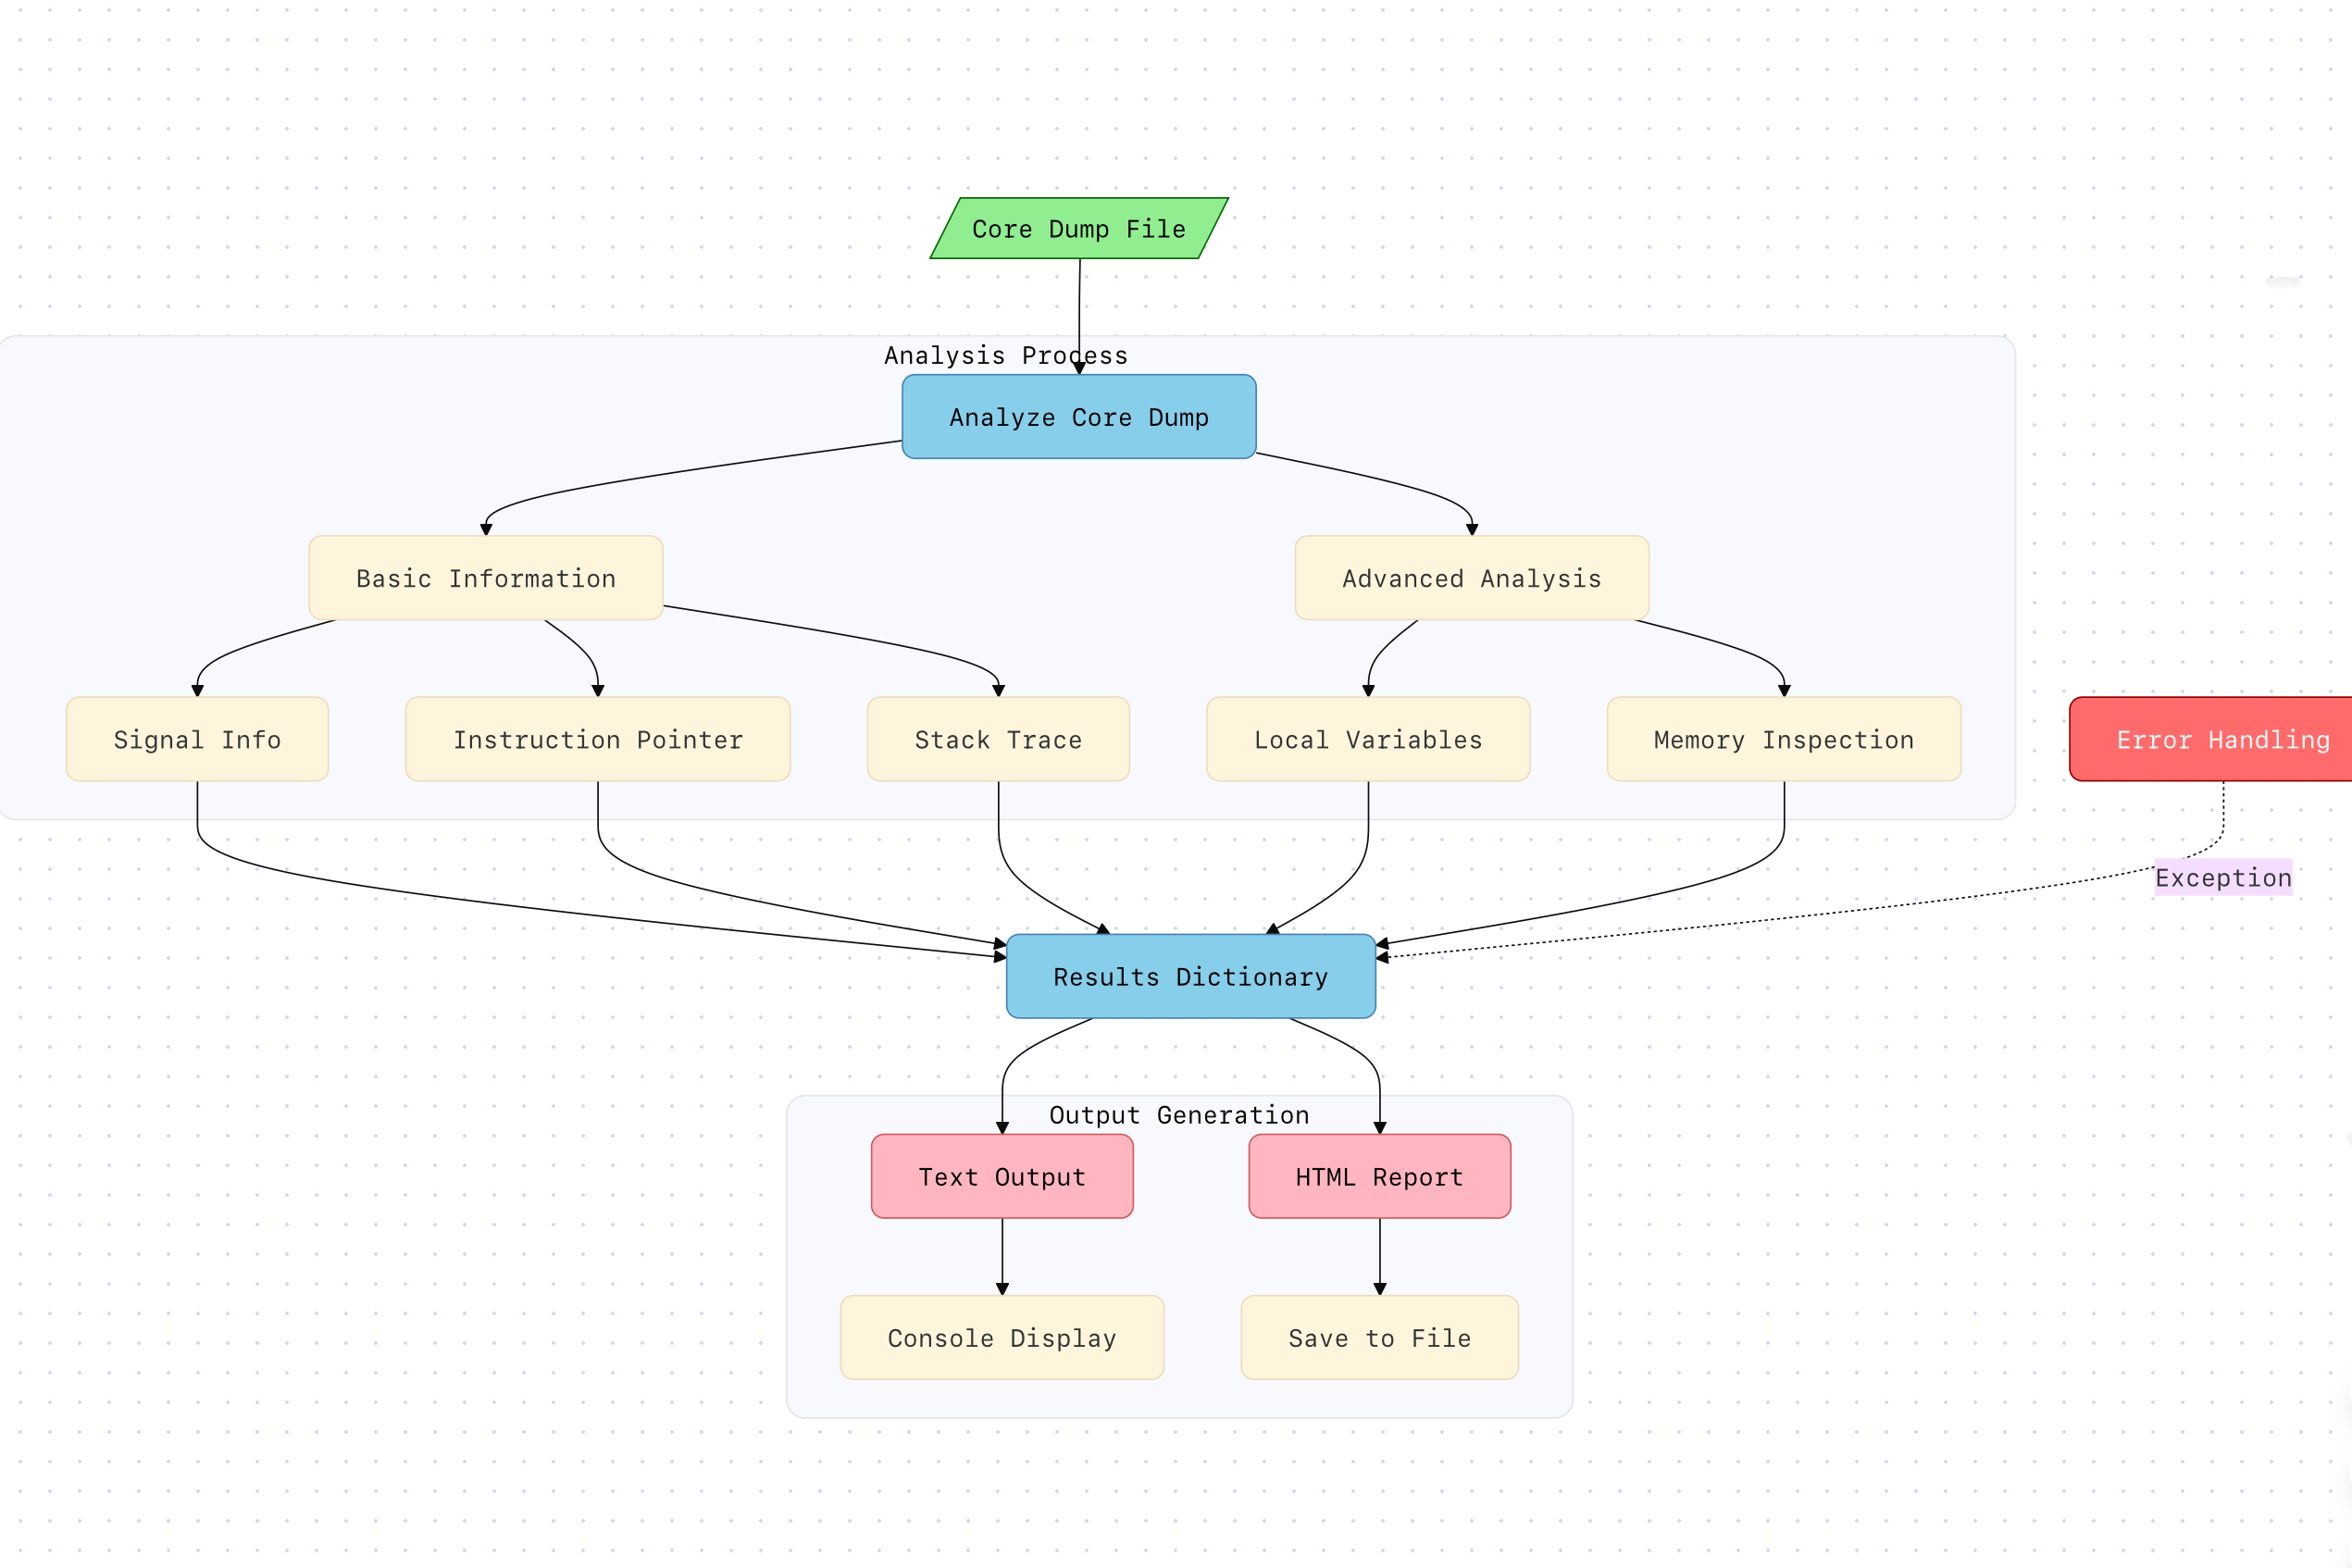 Core Dump File
Analysis Process
Analyze Core Dump
Basic Information
Advanced Analysis
Signal Info
Instruction Pointer
Stack Trace
Local Variables
Memory Inspection
Error Handling
Exception
Results Dictionary
Output Generation
Text Output
HTML Report
Console Display
Save to File